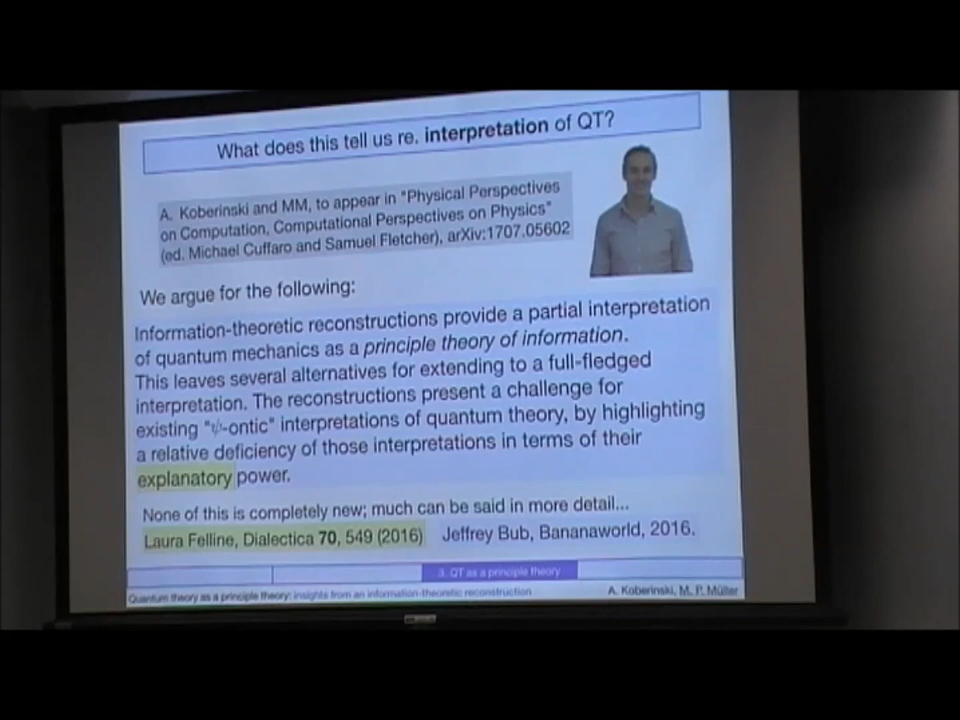 What does this tell us re. interpretation of QT?
A. Koberinski and MM, to appear in "Physical Perspectives
on Computation, Computational Perspectives on Physics"
(ed. Michael Cuffaro and Samuel Fletcher), arXiv:1707.05602
We argue for the following:
Information-theoretic reconstructions provide a partial interpretation
of quantum mechanics as a principle theory of information.
This leaves several alternatives for extending to a full-fledged
interpretation. The reconstructions present a challenge for
existing "ψ-ontic" interpretations of quantum theory, by highlighting
a relative deficiency of those interpretations in terms of their
explanatory power.
None of this is completely new; much can be said in more detail...
Laura Felline, Dialectica 70, 549 (2016) Jeffrey Bub, Bananaworld, 2016.
3. QT as a principle theory
Quantum theory as a principle theory: insights from an information-theoretic reconstruction A. Koberinski, M. P. Müller